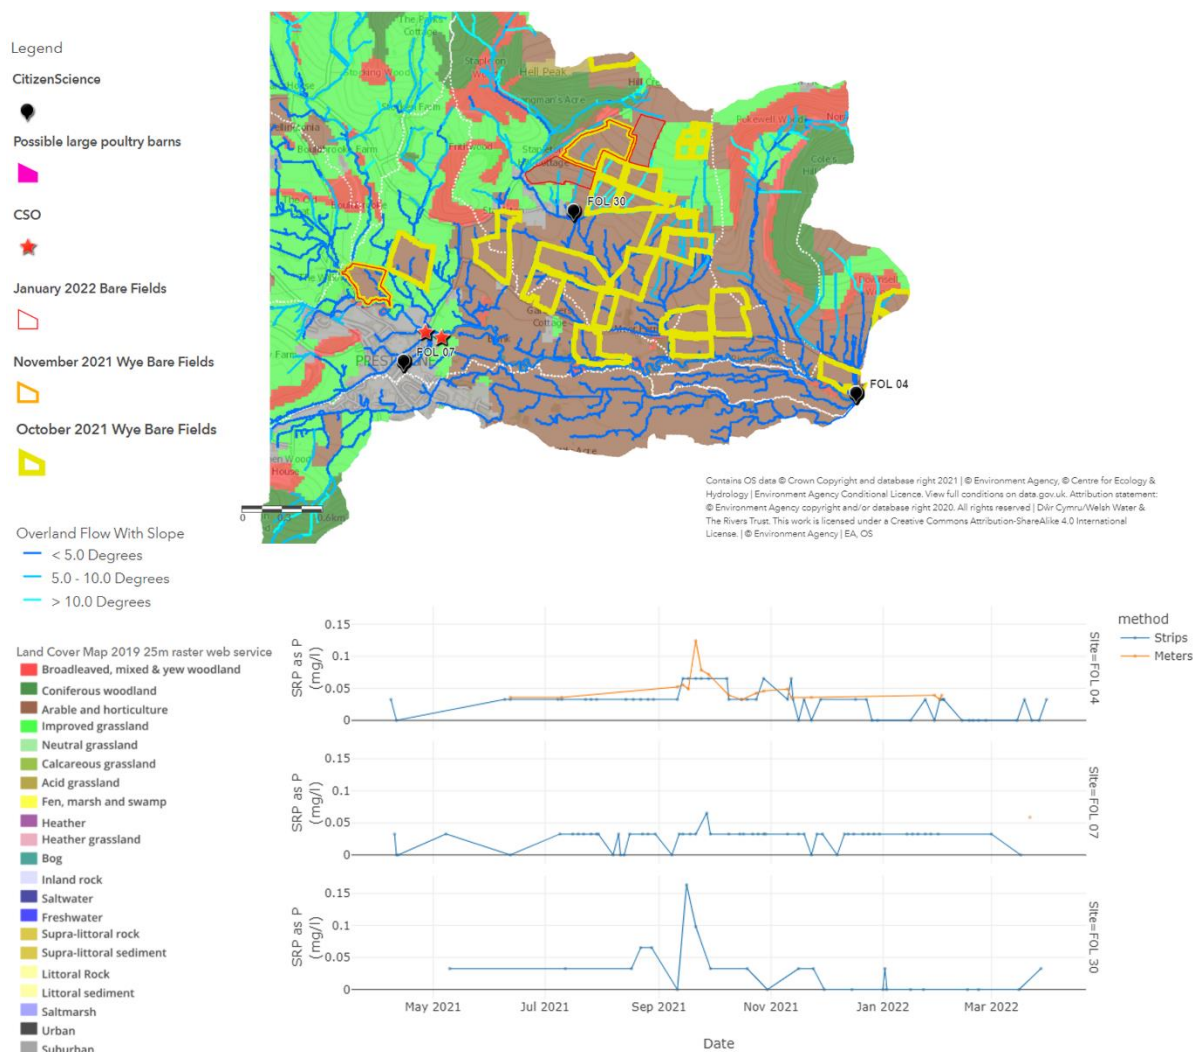 Legend
CitizenScience
Possible large poultry barns
CSO
January 2022 Bare Fields
November 2021 Wye Bare Fields
October 2021 Wye Bare Fields
Overland Flow With Slope
< 5.0 Degrees
5.0 - 10.0 Degrees
> 10.0 Degrees
Land Cover Map 2019 25m raster web service
Broadleaved, mixed & yew woodland
Coniferous woodland
Arable and horticulture
Improved grassland
Neutral grassland
Calcareous grassland
Acid grassland
Fen, marsh and swamp
Heather
Heather grassland
Bog
Inland rock
Saltwater
Freshwater
Supra-littoral rock
Supra-littoral sediment
Littoral Rock
Littoral sediment
Saltmarsh
Urban
Suburban
Cottage
Stocking Wood
Hell Peak
FOL 30
FOL 07
FOL 04
Cottage
House
0
Contains OS data © Crown Copyright and database right 2021 | © Environment Agency, © Centre for Ecology &
Hydrology | Environment Agency Conditional Licence. View full conditions on data.gov.uk. Attribution statement:
© Environment Agency copyright and/or database right 2020. All rights reserved | Dŵr Cymru/Welsh Water &
The Rivers Trust. This work is licensed under a Creative Commons Attribution-ShareAlike 4.0 International
License. | © Environment Agency | EA, OS
method
Strips
Meters
SRP as P
(mg/l)
0.15
0.1
0.05
0
Site=FOL 04
SRP as P
(mg/l)
0.15
0.1
0.05
0
Site=FOL 07
SRP as P
(mg/l)
0.15
0.1
0.05
0
Site=FOL 30
May 2021
Jul 2021
Sep 2021
Nov 2021
Jan 2022
Mar 2022
Date